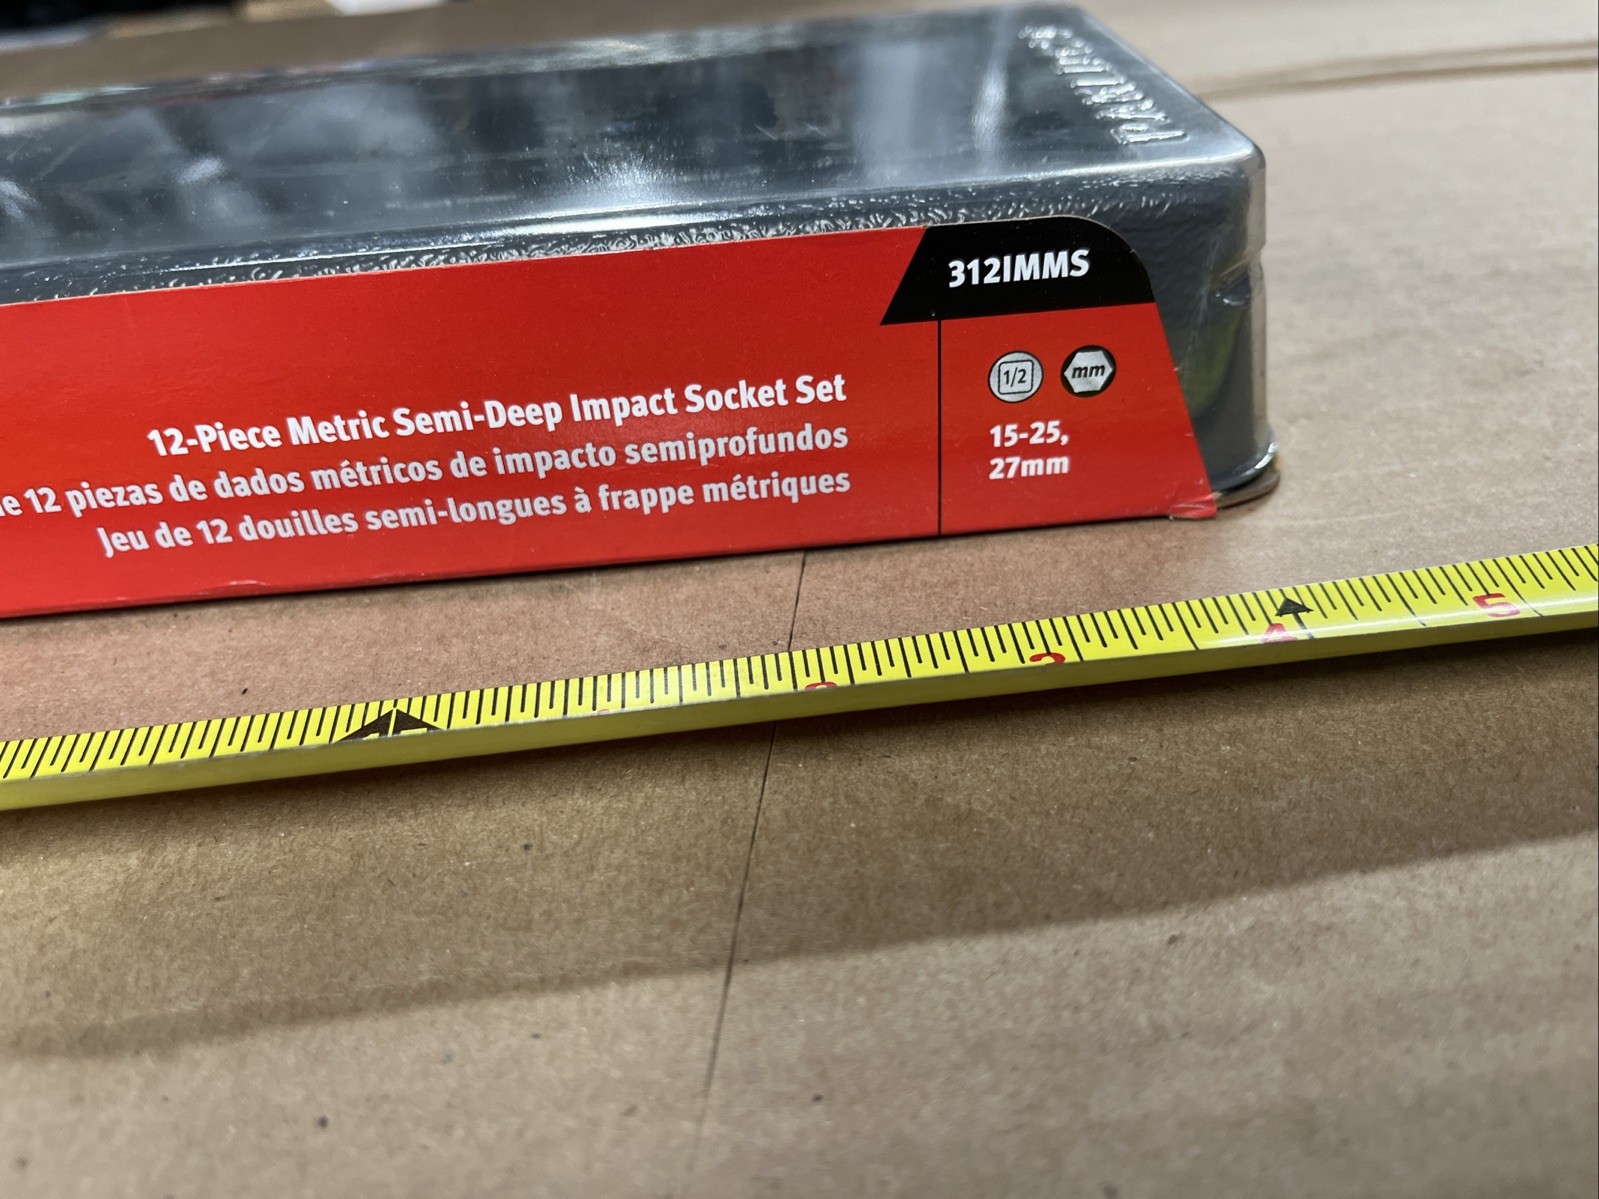 312IMMS
1/2
mm
12-Piece Metric Semi-Deep Impact Socket Set
de 12 piezas de dados métricos de impacto semiprofundos
Jeu de 12 douilles semi-longues à frappe métriques
15-25,
27mm
3
4
5